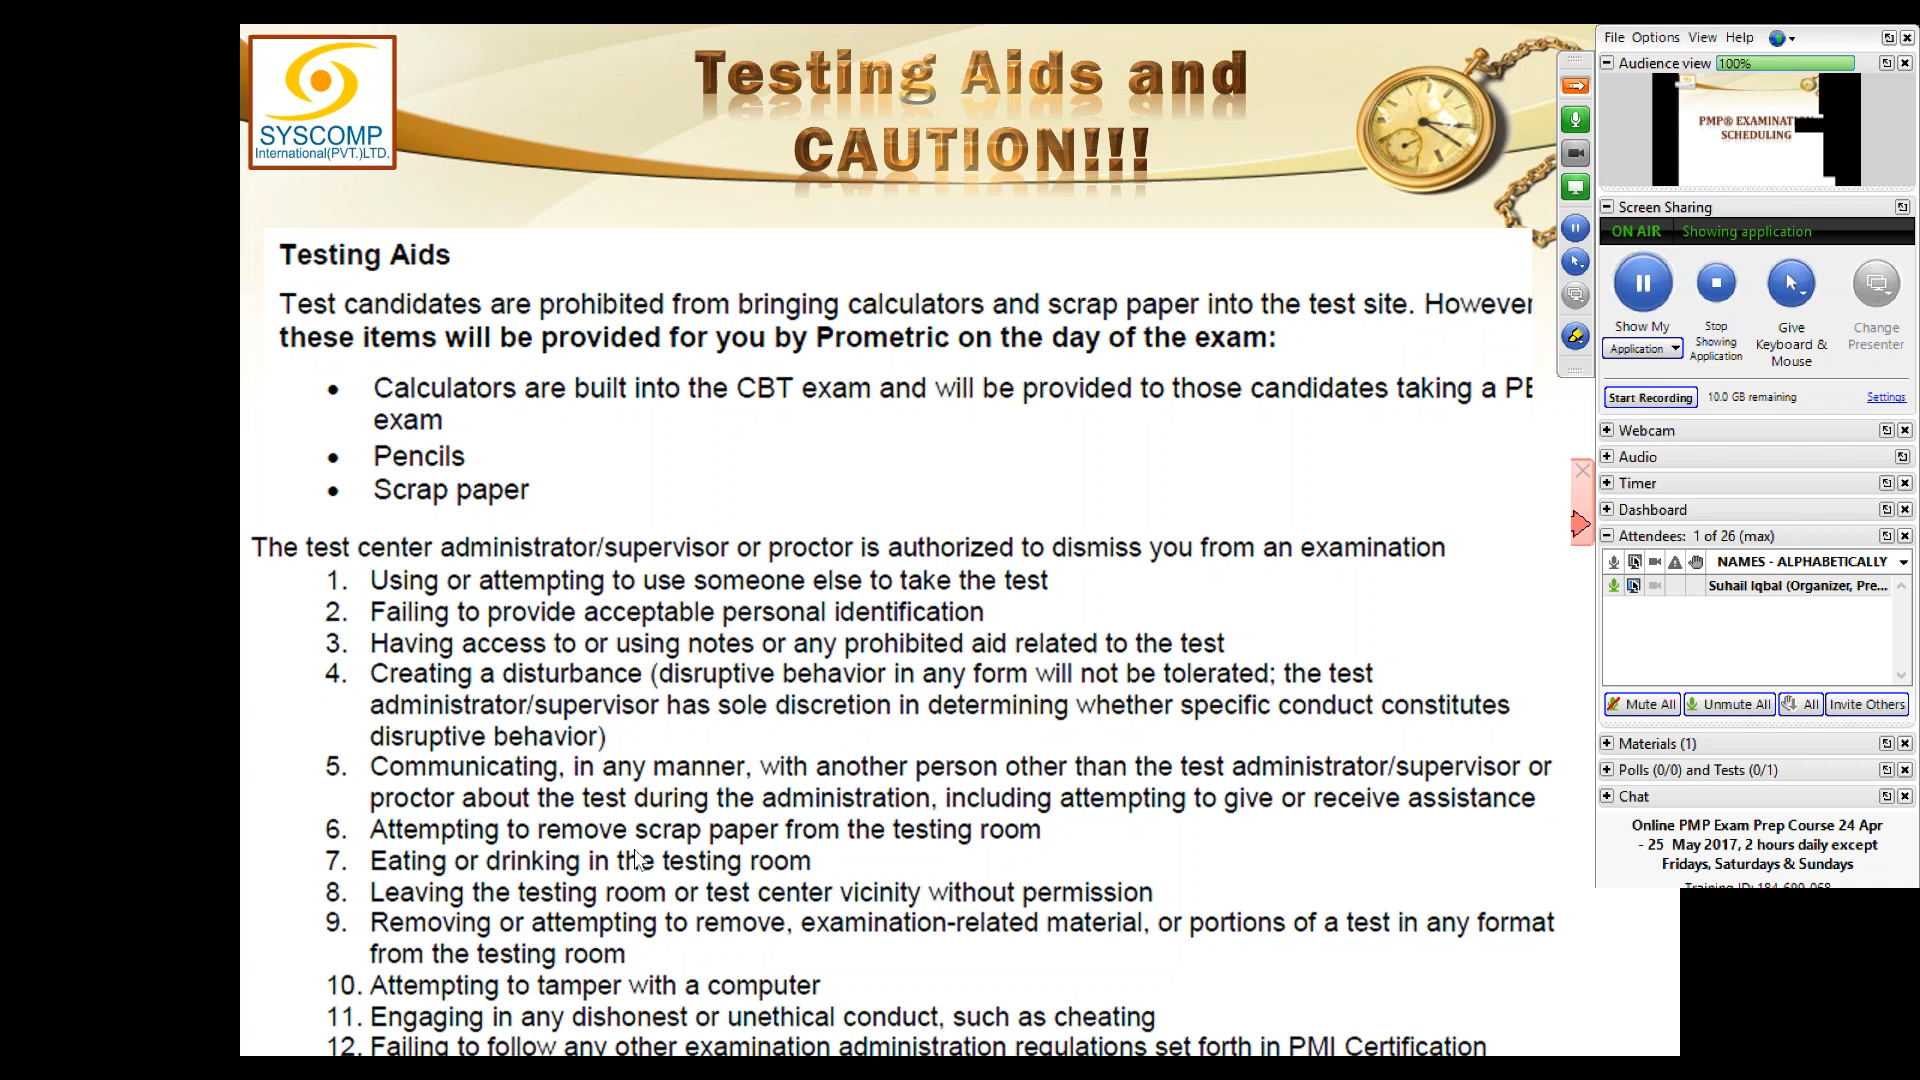 SYSCOMP
International(PVT.)LTD.
Testing Aids and
CAUTION!!!
Testing Aids
Test candidates are prohibited from bringing calculators and scrap paper into the test site. However
these items will be provided for you by Prometric on the day of the exam:
• Calculators are built into the CBT exam and will be provided to those candidates taking a
exam
• Pencils
• Scrap paper
The test center administrator/supervisor or proctor is authorized to dismiss you from an examination
1. Using or attempting to use someone else to take the test
2. Failing to provide acceptable personal identification
3. Having access to or using notes or any prohibited aid related to the test
4. Creating a disturbance (disruptive behavior in any form will not be tolerated; the test
administrator/supervisor has sole discretion in determining whether specific conduct constitutes
disruptive behavior)
5. Communicating, in any manner, with another person other than the test administrator/supervisor or
proctor about the test during the administration, including attempting to give or receive assistance
6. Attempting to remove scrap paper from the testing room
7. Eating or drinking in the testing room
8. Leaving the testing room or test center vicinity without permission
9. Removing or attempting to remove, examination-related material, or portions of a test in any format
from the testing room
10. Attempting to tamper with a computer
11. Engaging in any dishonest or unethical conduct, such as cheating
12. Failing to follow any other examination administration regulations set forth in PMI Certification
File Options View Help
Audience view 100%
PMP® EXAMINATION
SCHEDULING
Screen Sharing
ON AIR Showing application
Show My
Application
Stop
Showing
Application
Give
Keyboard &
Mouse
Change
Presenter
Start Recording 10.0 GB remaining Settings
Webcam
Audio
Timer
Dashboard
Attendees: 1 of 26 (max)
NAMES - ALPHABETICALLY
Suhail Iqbal (Organizer, Pre...
Mute All Unmute All All Invite Others
Materials (1)
Polls (0/0) and Tests (0/1)
Chat
Online PMP Exam Prep Course 24 Apr
- 25 May 2017, 2 hours daily except
Fridays, Saturdays & Sundays
Training ID: 184-699-068